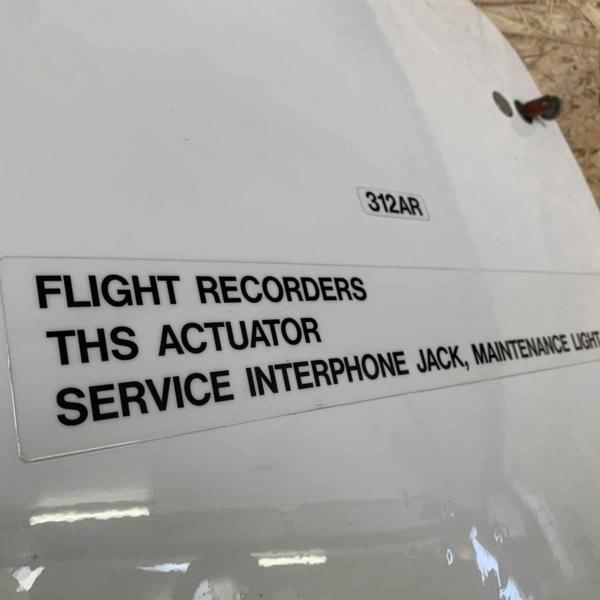 312AR
FLIGHT RECORDERS
THS ACTUATOR
SERVICE INTERPHONE JACK, MAINTENANCE LIGHT